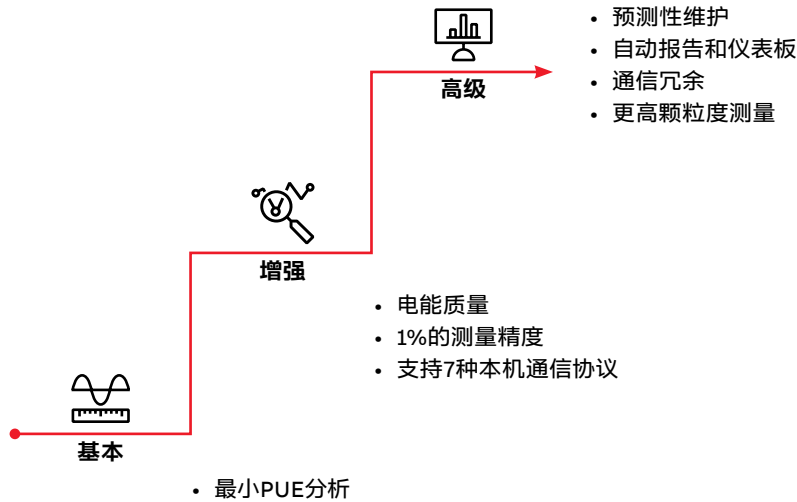 • 预测性维护
• 自动报告和仪表板
• 通信冗余
• 更高颗粒度测量
高级
增强
• 电能质量
• 1%的测量精度
• 支持7种本机通信协议
基本
• 最小PUE分析